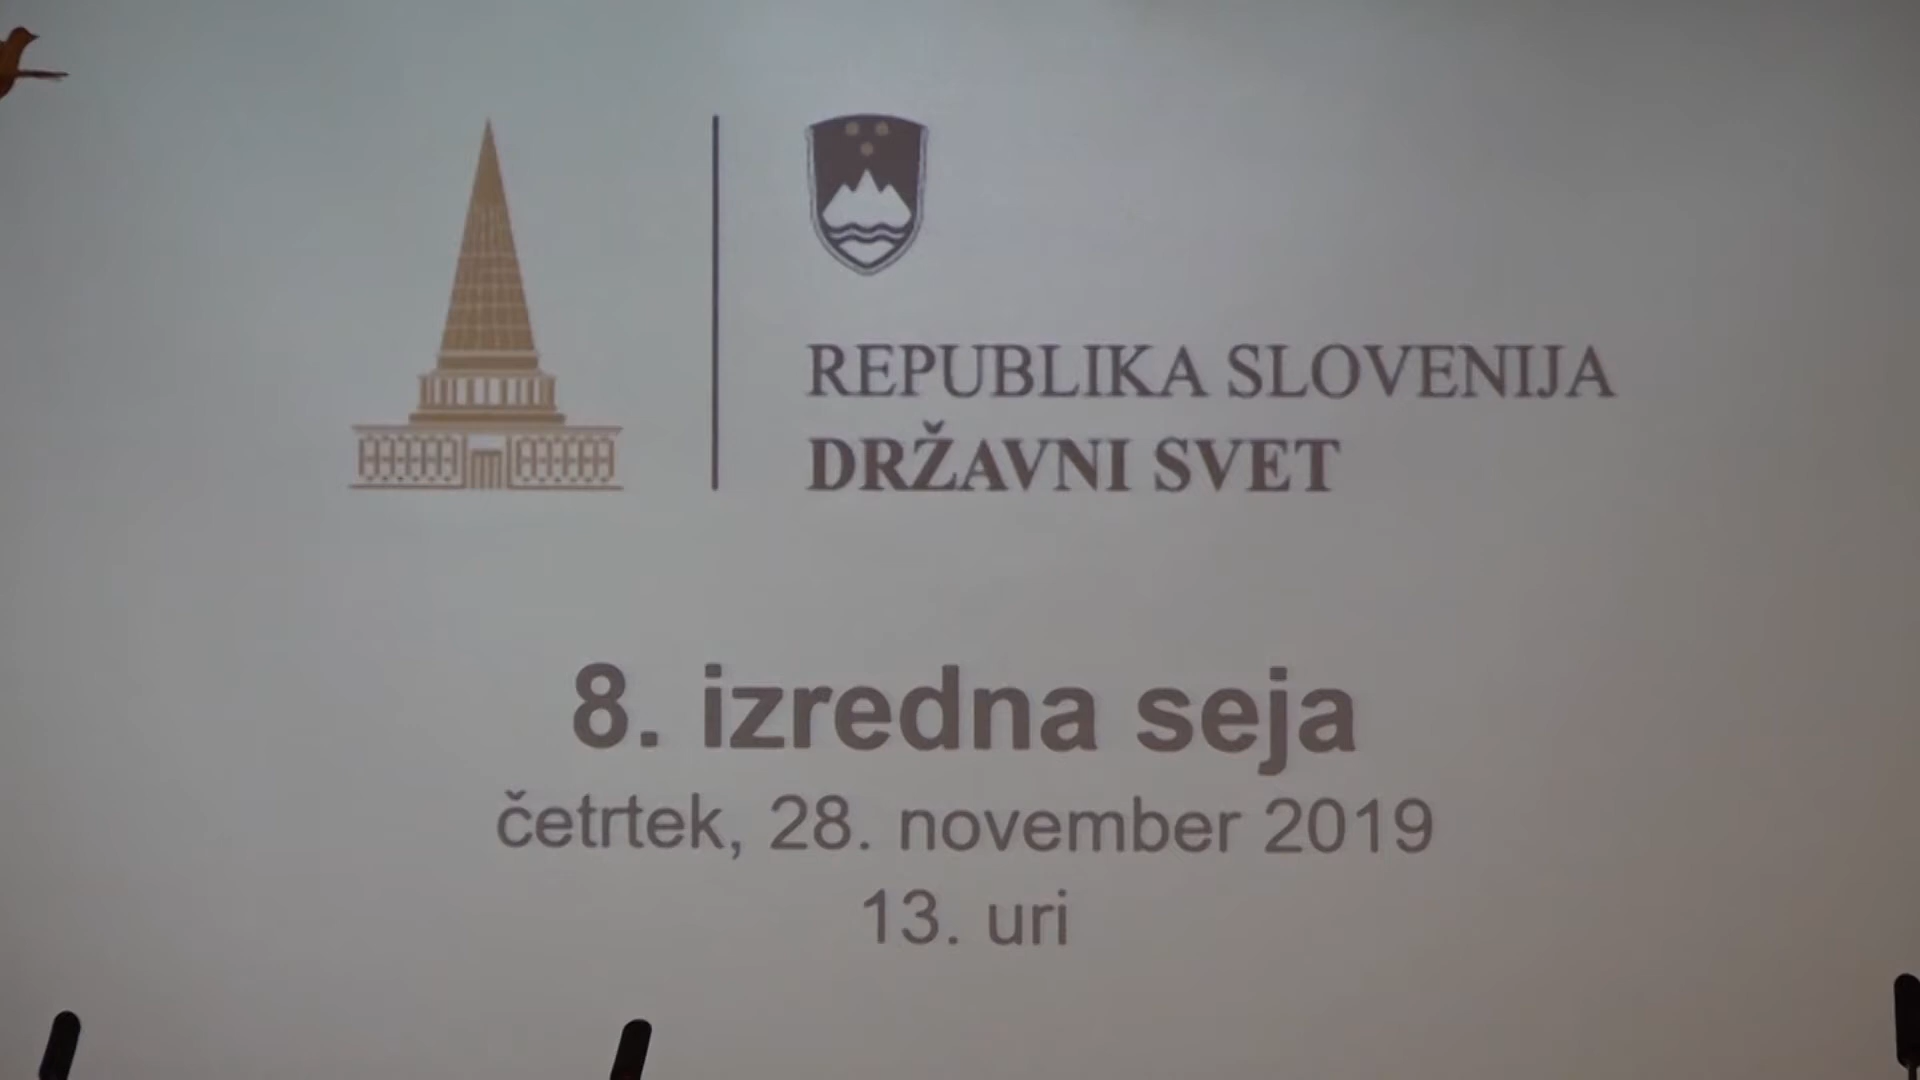 REPUBLIKA SLOVENIJA
DRŽAVNI SVET
8. izredna seja
četrtek, 28. november 2019
13. uri